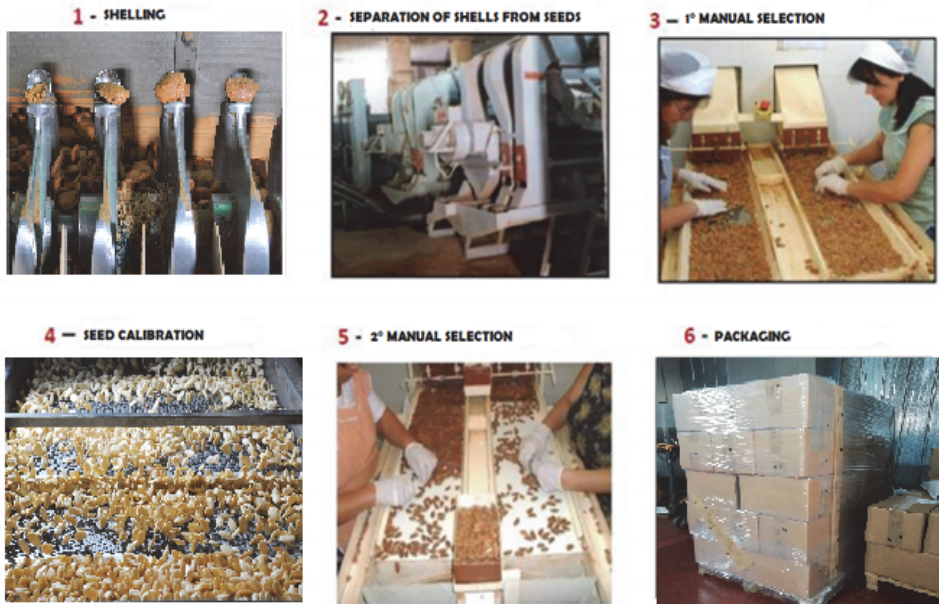 1 - SHELLING
2 - SEPARATION OF SHELLS FROM SEEDS
3 — 1° MANUAL SELECTION
4 — SEED CALIBRATION
5 - 2° MANUAL SELECTION
6 - PACKAGING